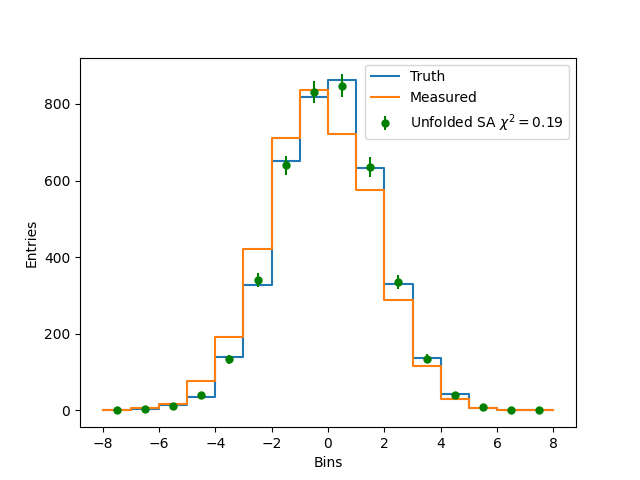 Truth
Measured
Unfolded SA χ² = 0.19
Entries
800
600
400
200
0
−8 −6 −4 −2 0 2 4 6 8
Bins